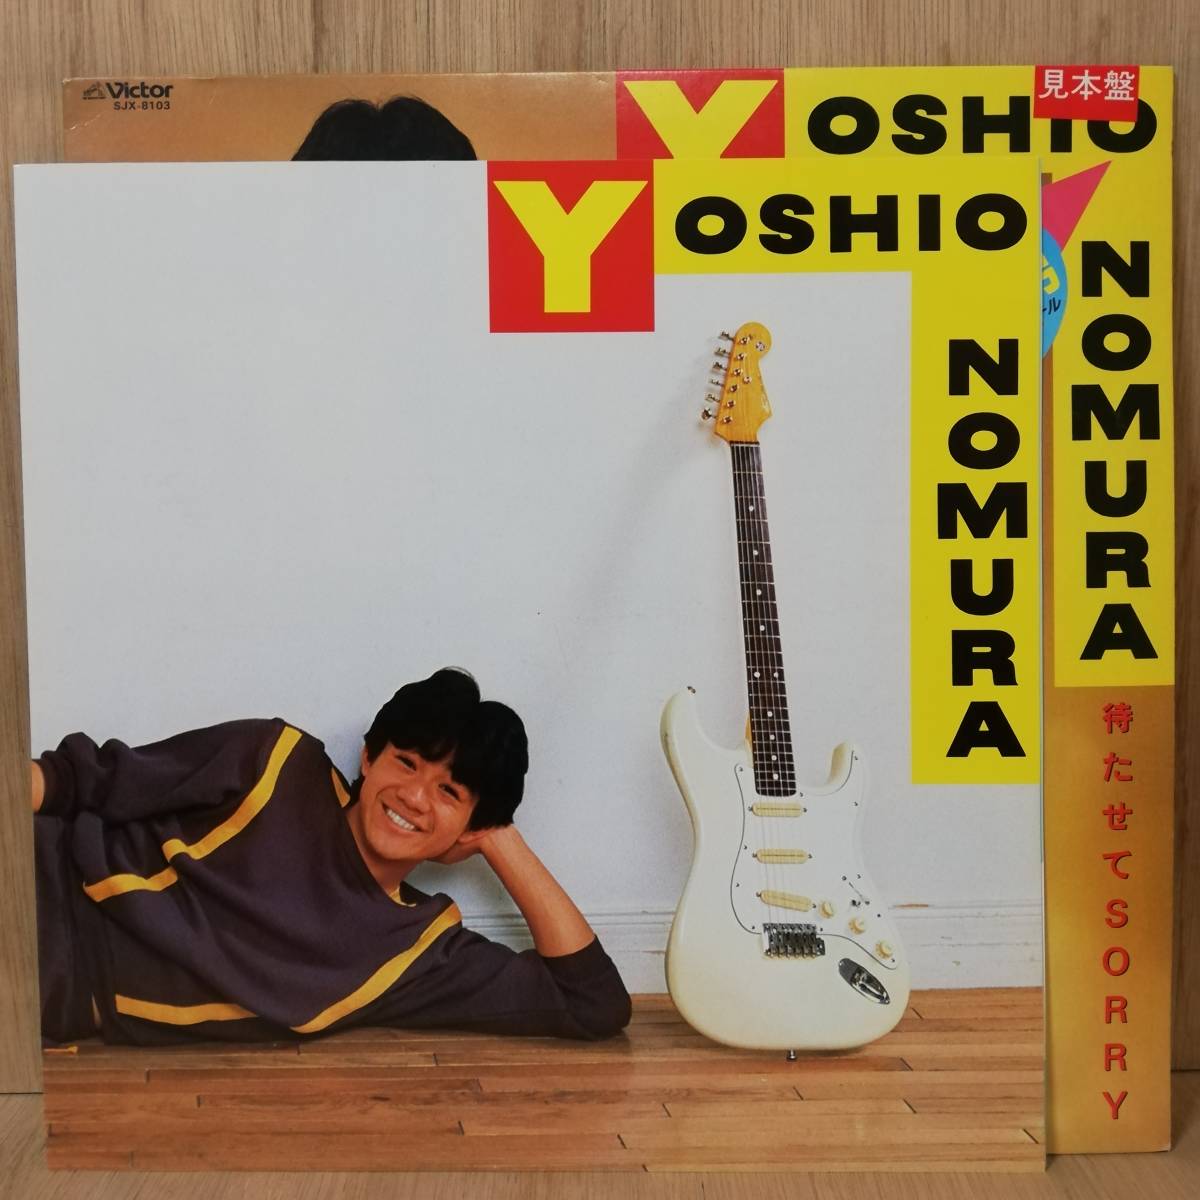 Victor
SJX-8103
YOSHIO
見本盤
NOMURA
待たせてSORRY
YOSHIO
NOMURA